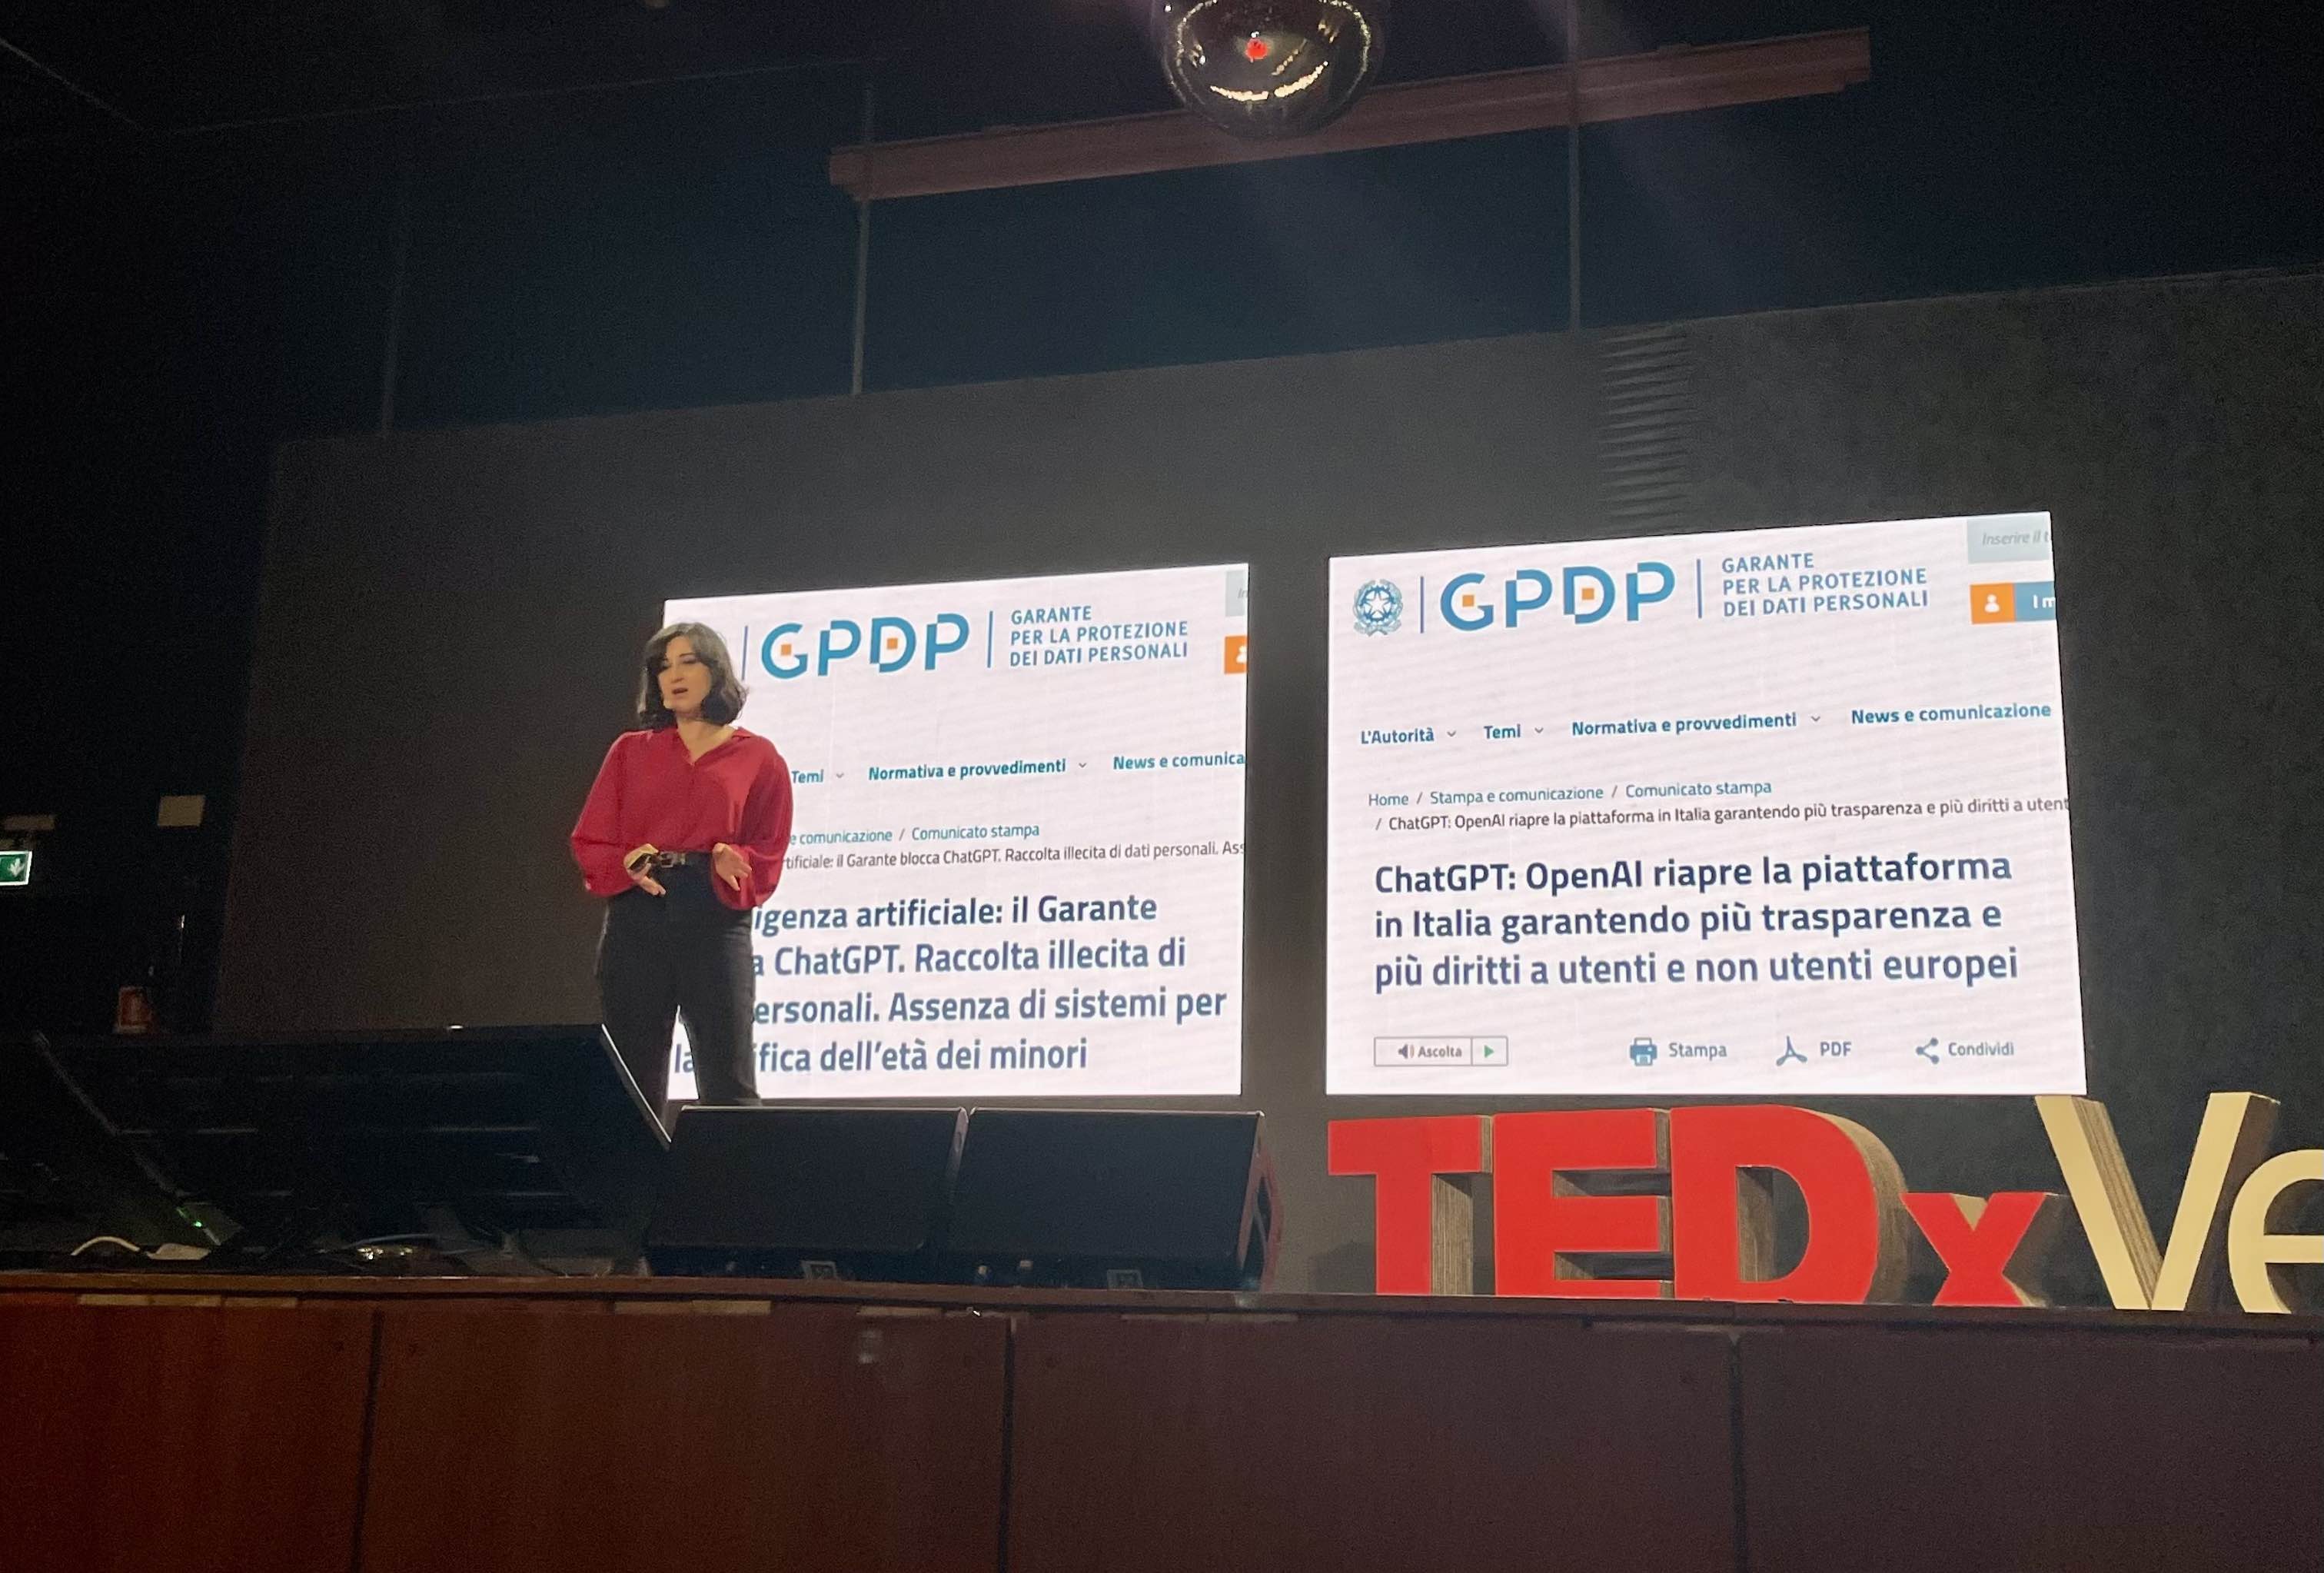 GPDP
GARANTE
PER LA PROTEZIONE
DEI DATI PERSONALI
Temi
Normativa e provvedimenti
News e comunica
e comunicazione / Comunicato stampa
tificiale: il Garante blocca ChatGPT. Raccolta illecita di dati personali. Ass
igenza artificiale: il Garante
a ChatGPT. Raccolta illecita di
ersonali. Assenza di sistemi per
la fica dell'età dei minori
Inserire il t
GPDP
GARANTE
PER LA PROTEZIONE
DEI DATI PERSONALI
I m
L'Autorità
Temi
Normativa e provvedimenti
News e comunicazione
Home / Stampa e comunicazione / Comunicato stampa
/ ChatGPT: OpenAI riapre la piattaforma in Italia garantendo più trasparenza e più diritti a utent
ChatGPT: OpenAI riapre la piattaforma
in Italia garantendo più trasparenza e
più diritti a utenti e non utenti europei
Ascolta
Stampa
PDF
Condividi
TEDxVe